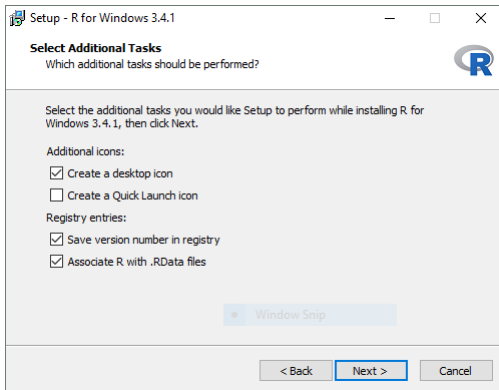 Setup - R for Windows 3.4.1
Select Additional Tasks
Which additional tasks should be performed?
R
Select the additional tasks you would like Setup to perform while installing R for
Windows 3.4.1, then click Next.
Additional icons:
Create a desktop icon
Create a Quick Launch icon
Registry entries:
Save version number in registry
Associate R with .RData files
Window Snip
< Back Next > Cancel